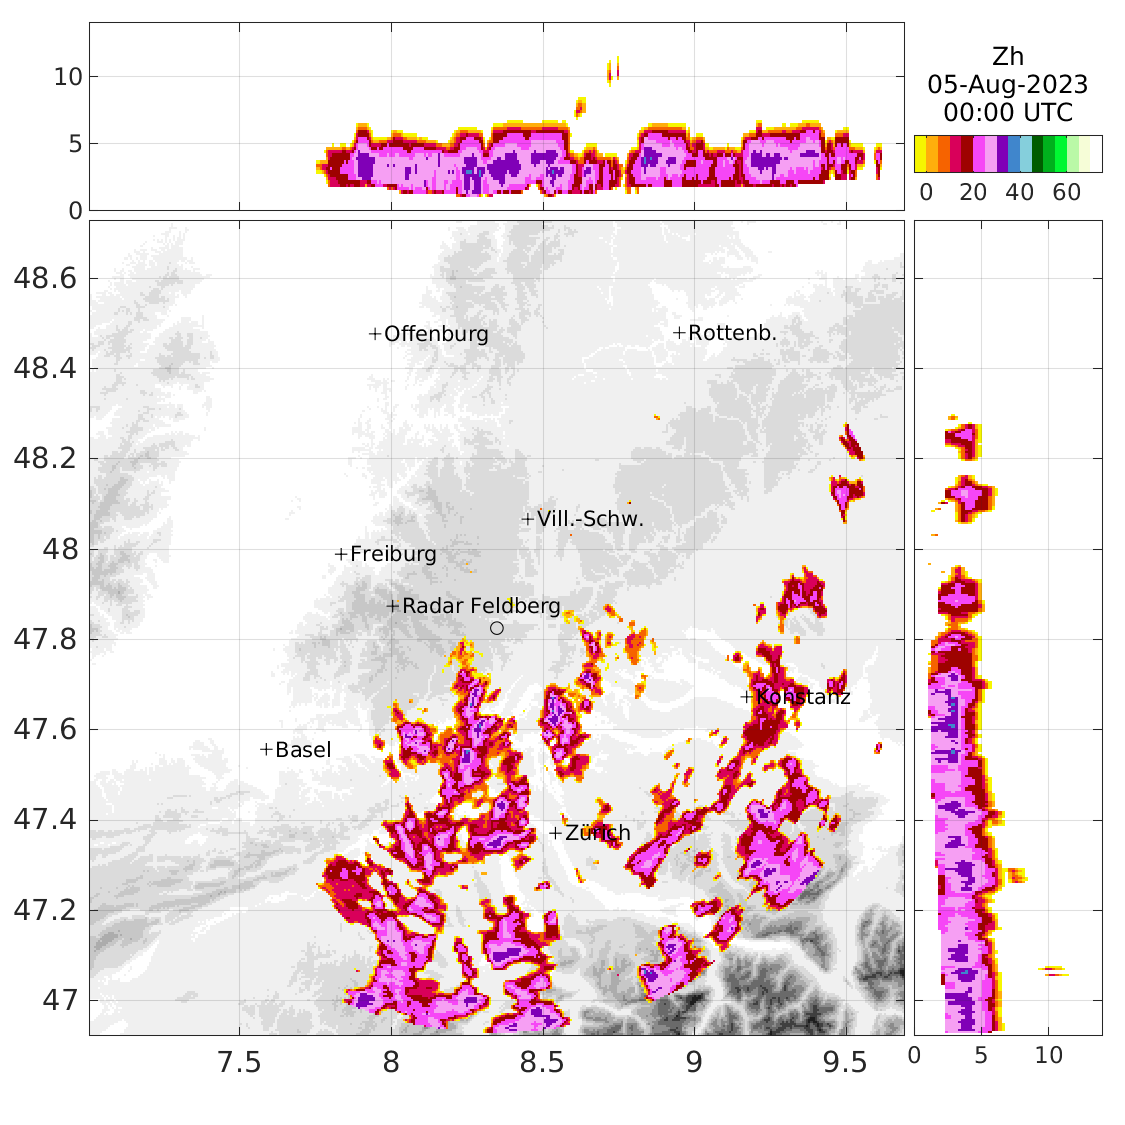 10
5
0
Zh
05-Aug-2023
00:00 UTC
0 20 40 60
48.6
48.4
48.2
48
47.8
47.6
47.4
47.2
47
+Offenburg
+Rottenb.
+Vill.-Schw.
+Freiburg
+Radar Feldberg
+Konstanz
+Basel
+Zürich
7.5 8 8.5 9 9.5
0 5 10